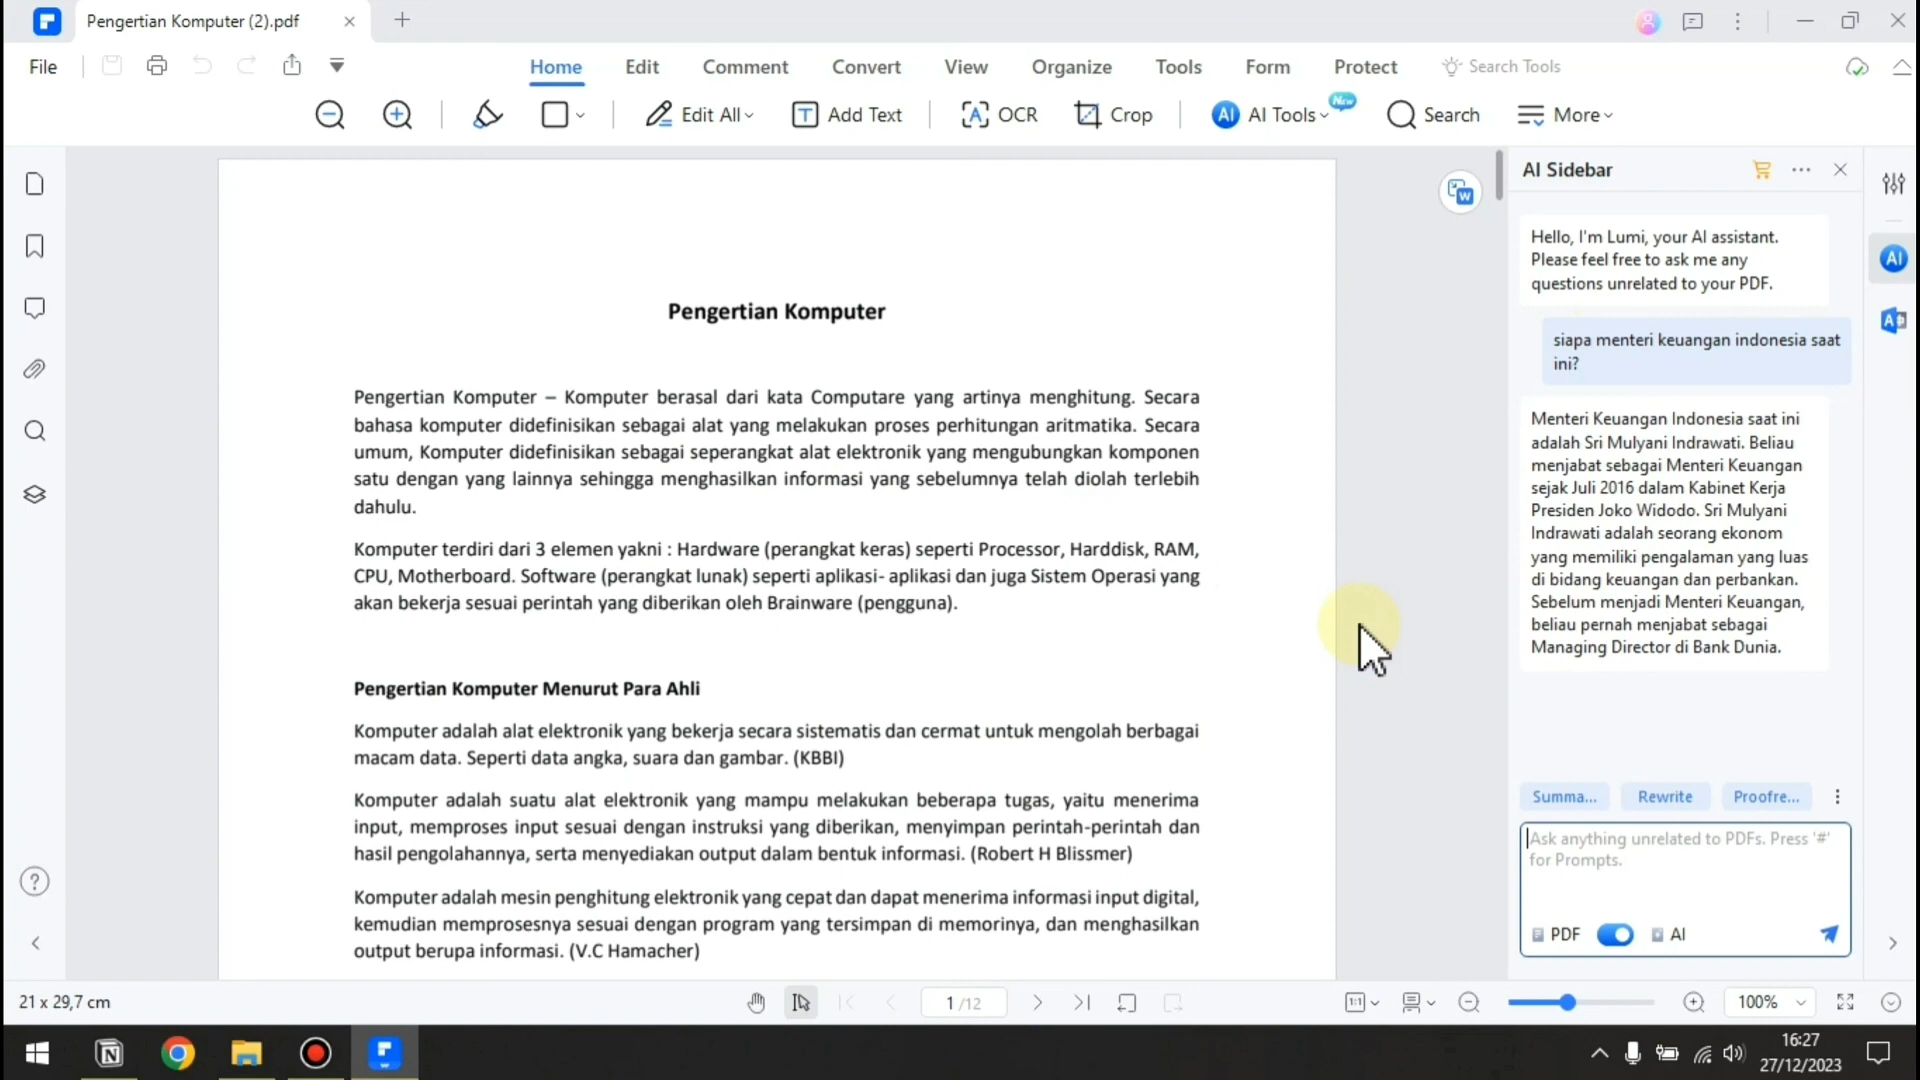 Pengertian Komputer (2).pdf
File
Home
Edit
Comment
Convert
View
Organize
Tools
Form
Protect
Search Tools
Edit All
Add Text
OCR
Crop
AI Tools
New
Search
More
Pengertian Komputer
Pengertian Komputer – Komputer berasal dari kata Computare yang artinya menghitung. Secara
bahasa komputer didefinisikan sebagai alat yang melakukan proses perhitungan aritmatika. Secara
umum, Komputer didefinisikan sebagai seperangkat alat elektronik yang mengubungkan komponen
satu dengan yang lainnya sehingga menghasilkan informasi yang sebelumnya telah diolah terlebih
dahulu.
Komputer terdiri dari 3 elemen yakni : Hardware (perangkat keras) seperti Processor, Harddisk, RAM,
CPU, Motherboard. Software (perangkat lunak) seperti aplikasi- aplikasi dan juga Sistem Operasi yang
akan bekerja sesuai perintah yang diberikan oleh Brainware (pengguna).
Pengertian Komputer Menurut Para Ahli
Komputer adalah alat elektronik yang bekerja secara sistematis dan cermat untuk mengolah berbagai
macam data. Seperti data angka, suara dan gambar. (KBBI)
Komputer adalah suatu alat elektronik yang mampu melakukan beberapa tugas, yaitu menerima
input, memproses input sesuai dengan instruksi yang diberikan, menyimpan perintah-perintah dan
hasil pengolahannya, serta menyediakan output dalam bentuk informasi. (Robert H Blissmer)
Komputer adalah mesin penghitung elektronik yang cepat dan dapat menerima informasi input digital,
kemudian memprosesnya sesuai dengan program yang tersimpan di memorinya, dan menghasilkan
output berupa informasi. (V.C Hamacher)
AI Sidebar
Hello, I'm Lumi, your AI assistant.
Please feel free to ask me any
questions unrelated to your PDF.
siapa menteri keuangan indonesia saat
ini?
Menteri Keuangan Indonesia saat ini
adalah Sri Mulyani Indrawati. Beliau
menjabat sebagai Menteri Keuangan
sejak Juli 2016 dalam Kabinet Kerja
Presiden Joko Widodo. Sri Mulyani
Indrawati adalah seorang ekonom
yang memiliki pengalaman yang luas
di bidang keuangan dan perbankan.
Sebelum menjadi Menteri Keuangan,
beliau pernah menjabat sebagai
Managing Director di Bank Dunia.
Summa...
Rewrite
Proofre...
Ask anything unrelated to PDFs. Press '#'
for Prompts.
PDF
AI
21 x 29,7 cm
1 /12
100%
16:27
27/12/2023